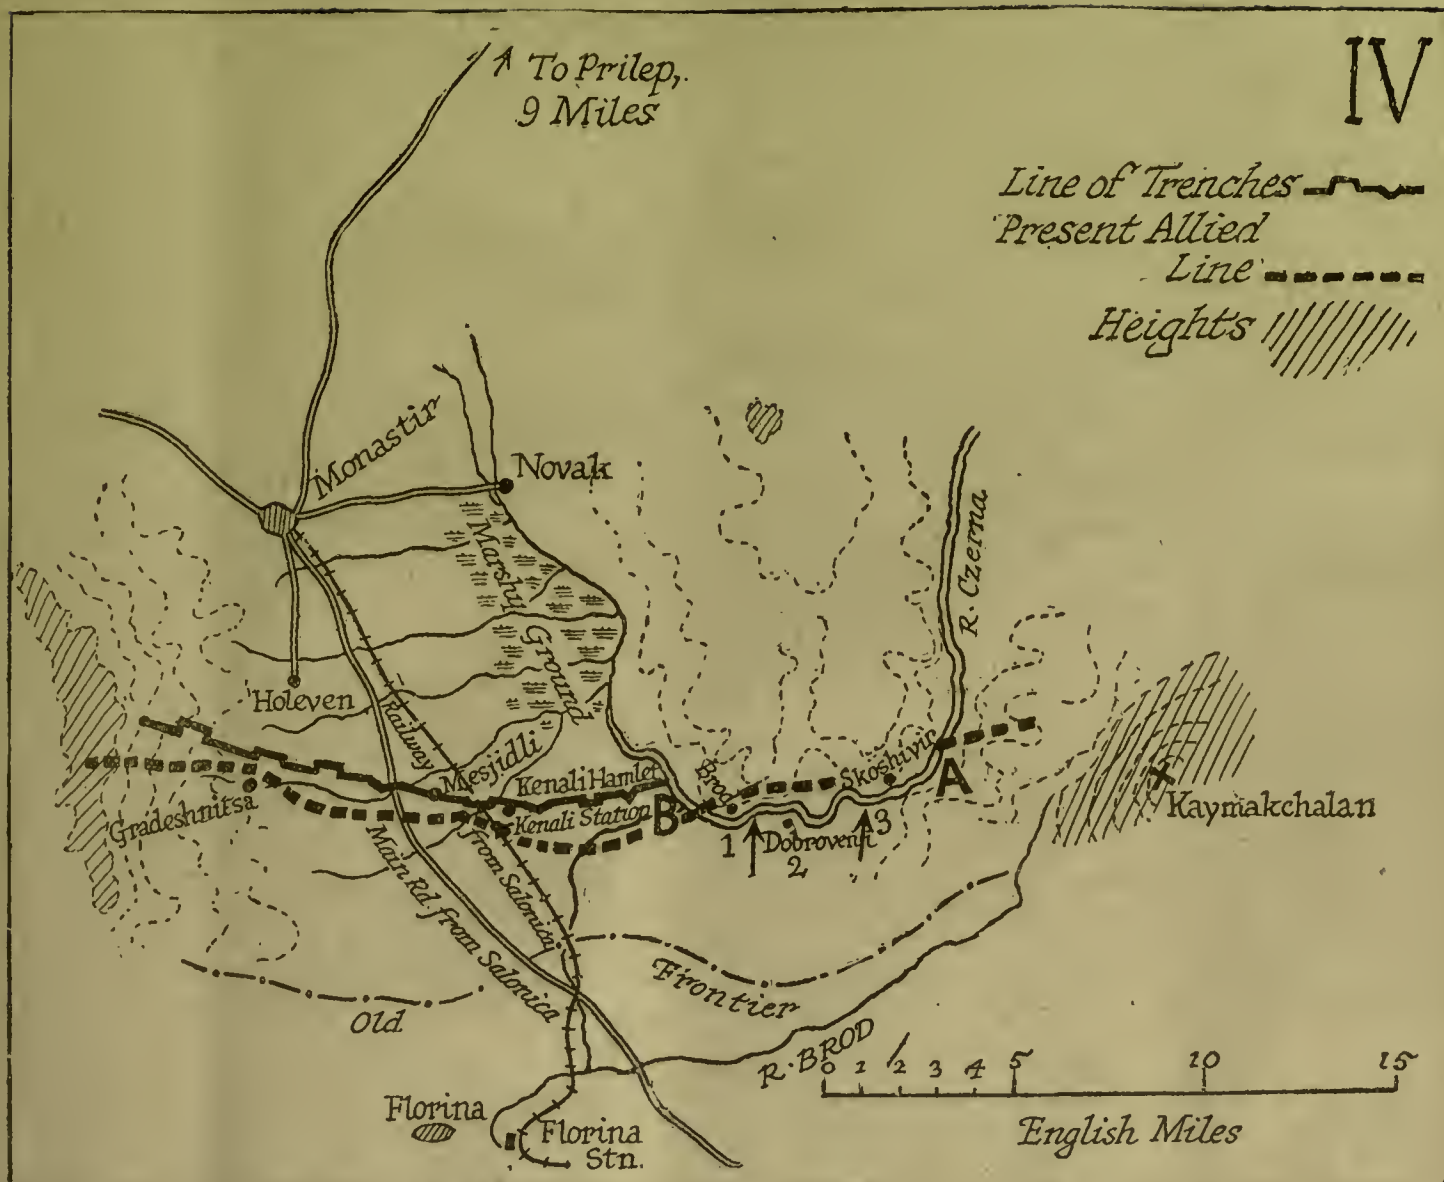 IV
To Prilep,
9 Miles
Line of Trenches
Present Allied
Line
Heights
Monastir
Novak
Marshy
Ground
R. Czerna
Holeven
Railway
from Salonica
Mesjidli
Kenali Hamlet
Kenali Station
Brod
Skoshivir
A
B
Gradeshnitsa
1
Dobroveni
2
3
Kaymakchalan
Main Rd. from Salonica
Old
Frontier
R. BROD
0 1 2 3 4 5 10 15
English Miles
Florina
Florina
Stn.